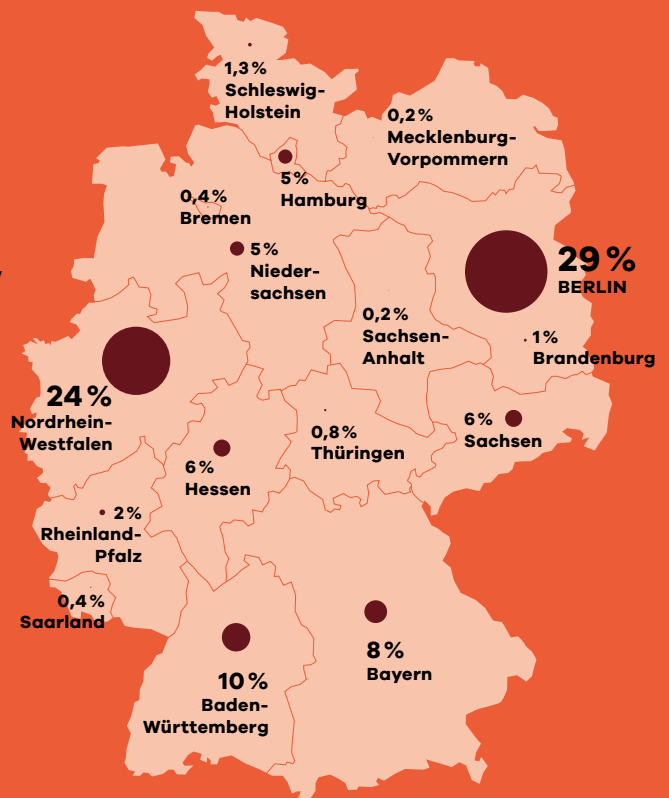 1,3 %
Schleswig-
Holstein
0,2 %
Mecklenburg-
Vorpommern
5 %
Hamburg
0,4 %
Bremen
5 %
Nieder-
sachsen
29 %
BERLIN
0,2 %
Sachsen-
Anhalt
1 %
Brandenburg
24 %
Nordrhein-
Westfalen
6 %
Sachsen
0,8 %
Thüringen
6 %
Hessen
2 %
Rheinland-
Pfalz
0,4 %
Saarland
8 %
Bayern
10 %
Baden-
Württemberg